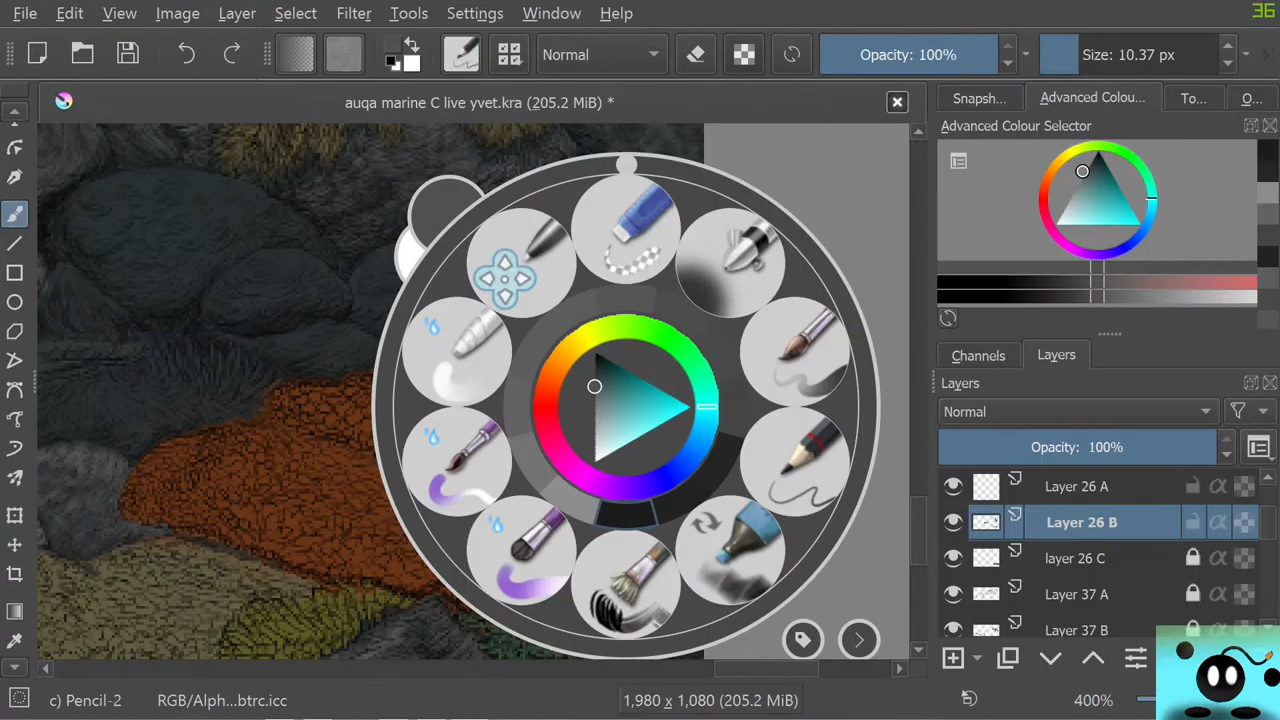 File Edit View Image Layer Select Filter Tools Settings Window Help
36
Normal
Opacity: 100%
Size: 10.37 px
auqa marine C live yvet.kra (205.2 MiB) *
Snapsh...
Advanced Colou...
To...
O...
Advanced Colour Selector
Channels
Layers
Layers
Normal
Opacity: 100%
Layer 26 A
Layer 26 B
layer 26 C
Layer 37 A
Layer 37 B
c) Pencil-2
RGB/Alph...btrc.icc
1,980 x 1,080 (205.2 MiB)
400%